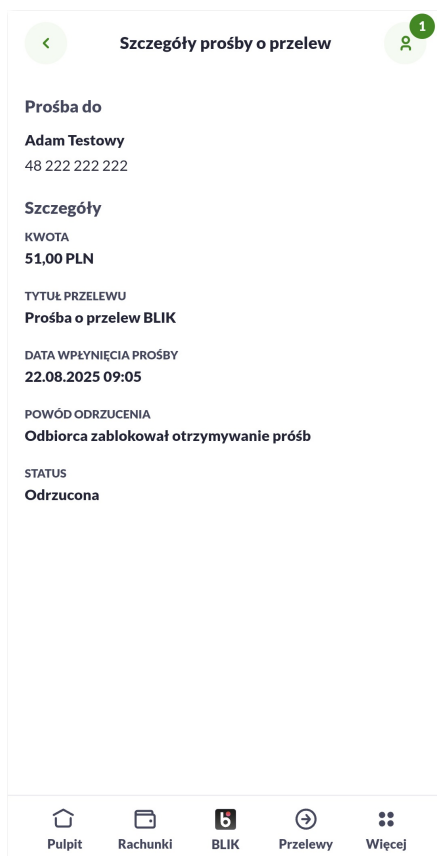 1
Szczegóły prośby o przelew
Prośba do
Adam Testowy
48 222 222 222
Szczegóły
KWOTA
51,00 PLN
TYTUŁ PRZELEWU
Prośba o przelew BLIK
DATA WPŁYNIĘCIA PROŚBY
22.08.2025 09:05
POWÓD ODRZUCENIA
Odbiorca zablokował otrzymywanie próśb
STATUS
Odrzucona
Pulpit Rachunki BLIK Przelewy Więcej